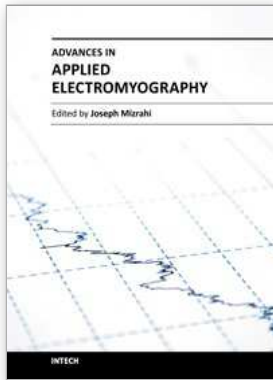 ADVANCES IN
APPLIED
ELECTROMYOGRAPHY
Edited by Joseph Mizrahi
INTECH